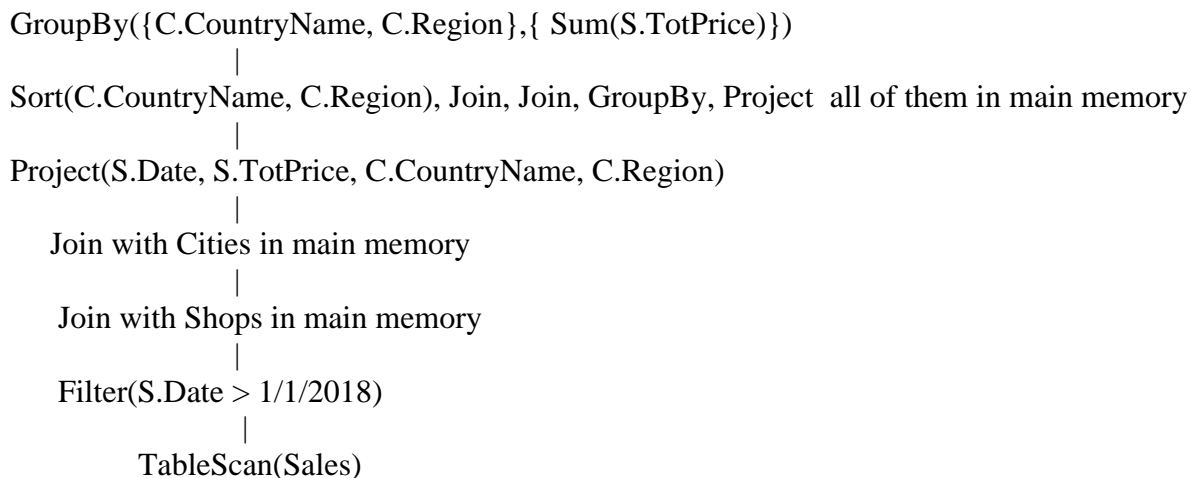 GroupBy({C.CountryName, C.Region},{ Sum(S.TotPrice)})
|
Sort(C.CountryName, C.Region), Join, Join, GroupBy, Project  all of them in main memory
|
Project(S.Date, S.TotPrice, C.CountryName, C.Region)
|
Join with Cities in main memory
|
Join with Shops in main memory
|
Filter(S.Date > 1/1/2018)
|
TableScan(Sales)